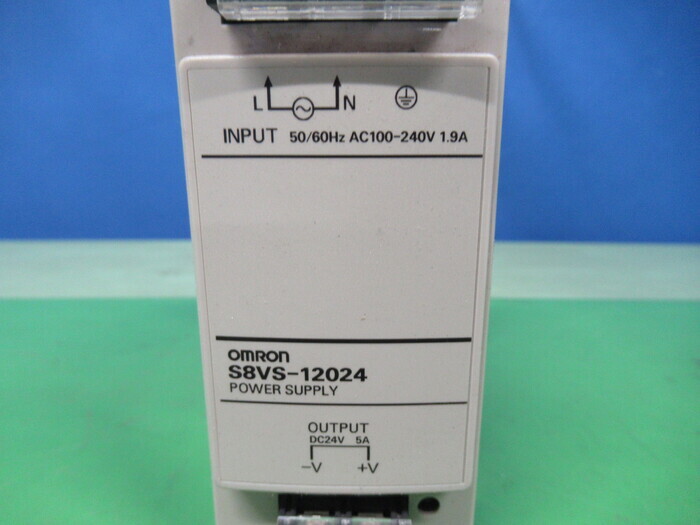 L N
INPUT 50/60Hz AC100-240V 1.9A
OMRON
S8VS-12024
POWER SUPPLY
OUTPUT
DC24V 5A
-V +V